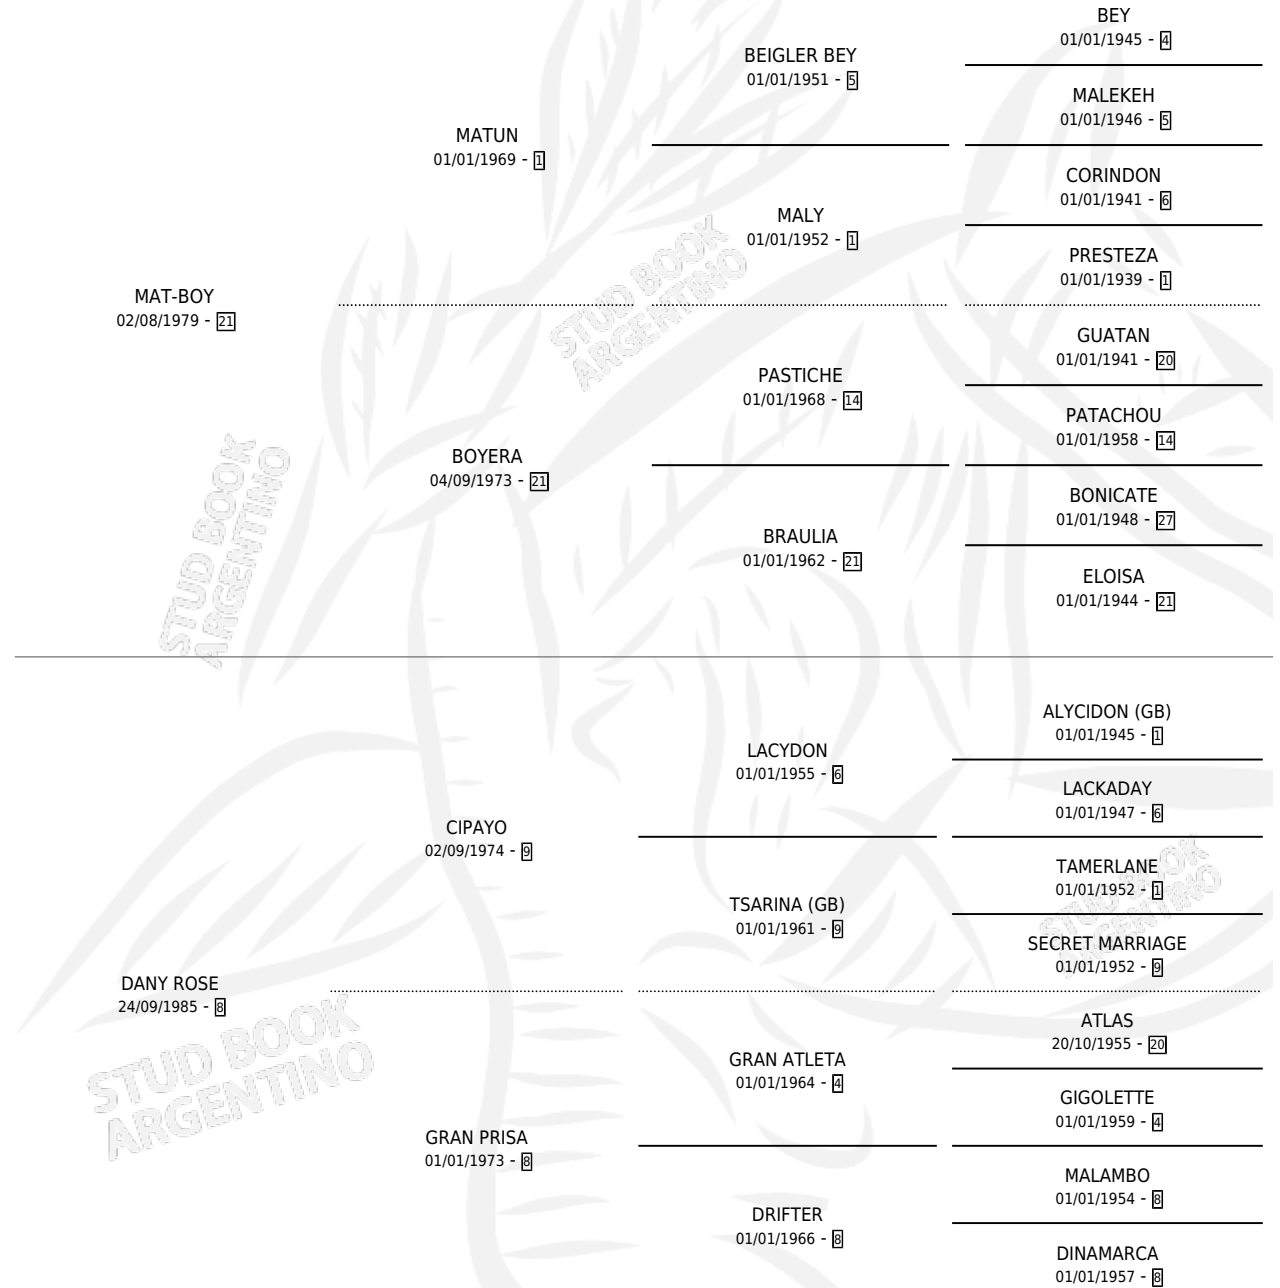 BEY
01/01/1945 - 4
BEIGLER BEY
01/01/1951 - 5
MALEKEH
01/01/1946 - 5
MATUN
01/01/1969 - 1
CORINDON
01/01/1941 - 6
MALY
01/01/1952 - 1
PRESTEZA
01/01/1939 - 1
MAT-BOY
02/08/1979 - 21
GUATAN
01/01/1941 - 20
PASTICHE
01/01/1968 - 14
PATACHOU
01/01/1958 - 14
BOYERA
04/09/1973 - 21
BONICATE
01/01/1948 - 27
BRAULIA
01/01/1962 - 21
ELOISA
01/01/1944 - 21
ALYCIDON (GB)
01/01/1945 - 1
LACYDON
01/01/1955 - 6
LACKADAY
01/01/1947 - 6
CIPAYO
02/09/1974 - 9
TAMERLANE
01/01/1952 - 1
TSARINA (GB)
01/01/1961 - 9
SECRET MARRIAGE
01/01/1952 - 9
DANY ROSE
24/09/1985 - 8
ATLAS
20/10/1955 - 20
GRAN ATLETA
01/01/1964 - 4
GIGOLETTE
01/01/1959 - 4
GRAN PRISA
01/01/1973 - 8
MALAMBO
01/01/1954 - 8
DRIFTER
01/01/1966 - 8
DINAMARCA
01/01/1957 - 8
STUD BOOK
ARGENTINO
STUD BOOK
ARGENTINO
STUD BOOK
ARGENTINO
STUD BOOK
ARGENTINO